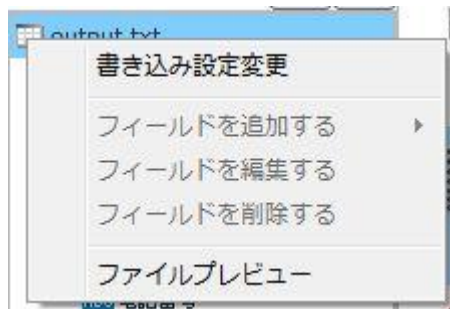 output.txt
書き込み設定変更
フィールドを追加する
フィールドを編集する
フィールドを削除する
ファイルプレビュー